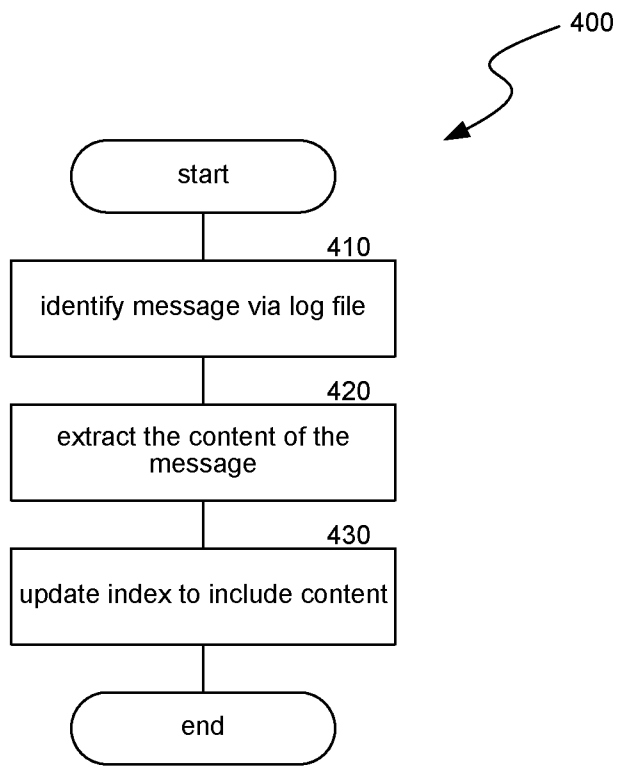 400
start
410
identify message via log file
420
extract the content of the
message
430
update index to include content
end